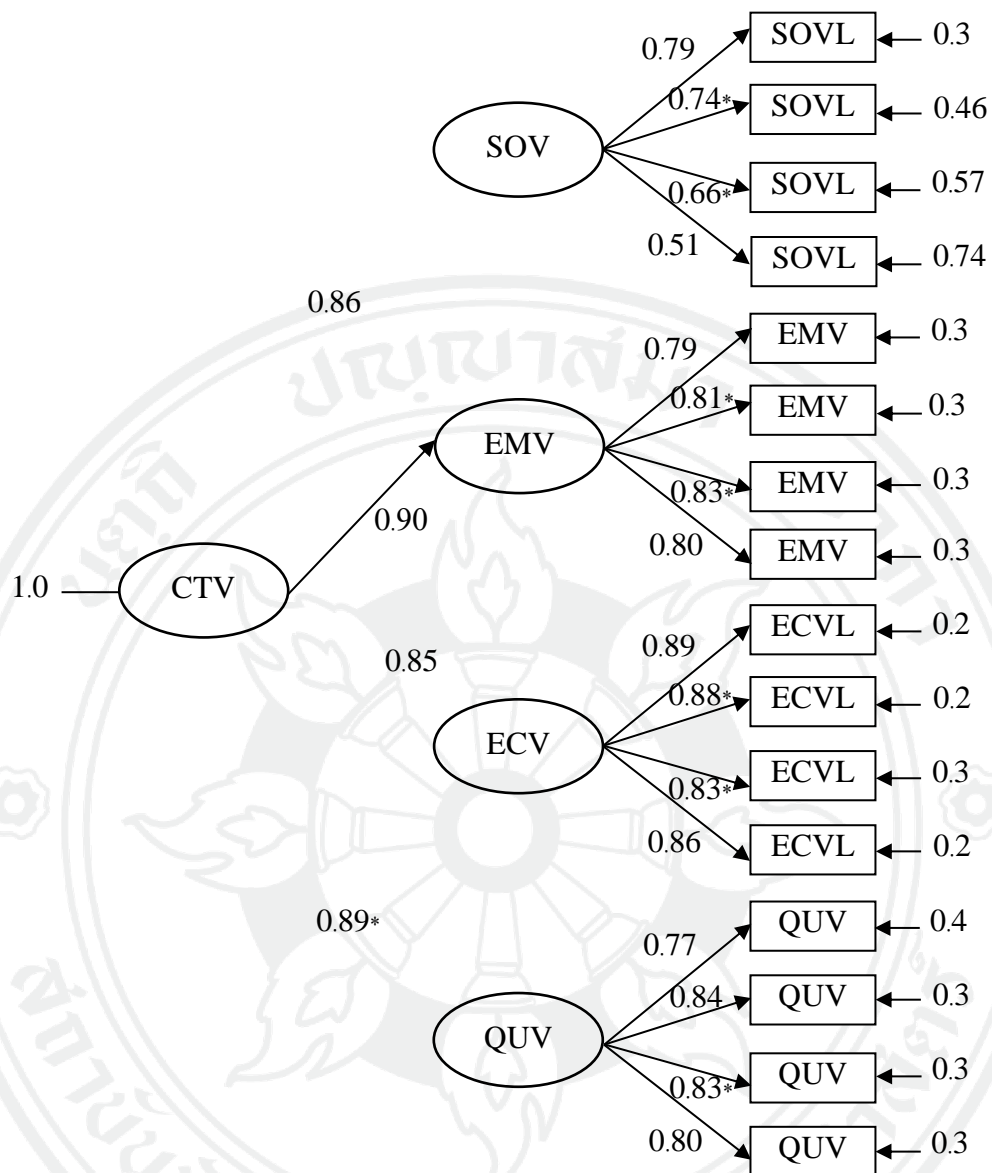 0.79 SOVL 0.3
0.74* SOVL 0.46
SOV
0.66* SOVL 0.57
0.51 SOVL 0.74
0.86
0.79 EMV 0.3
0.81* EMV 0.3
EMV
0.83* EMV 0.3
0.90
0.80 EMV 0.3
1.0 CTV
0.89 ECVL 0.2
0.85
0.88* ECVL 0.2
ECV
0.83* ECVL 0.3
0.86 ECVL 0.2
0.89*
0.77 QUV 0.4
0.84 QUV 0.3
QUV
0.83* QUV 0.3
0.80 QUV 0.3